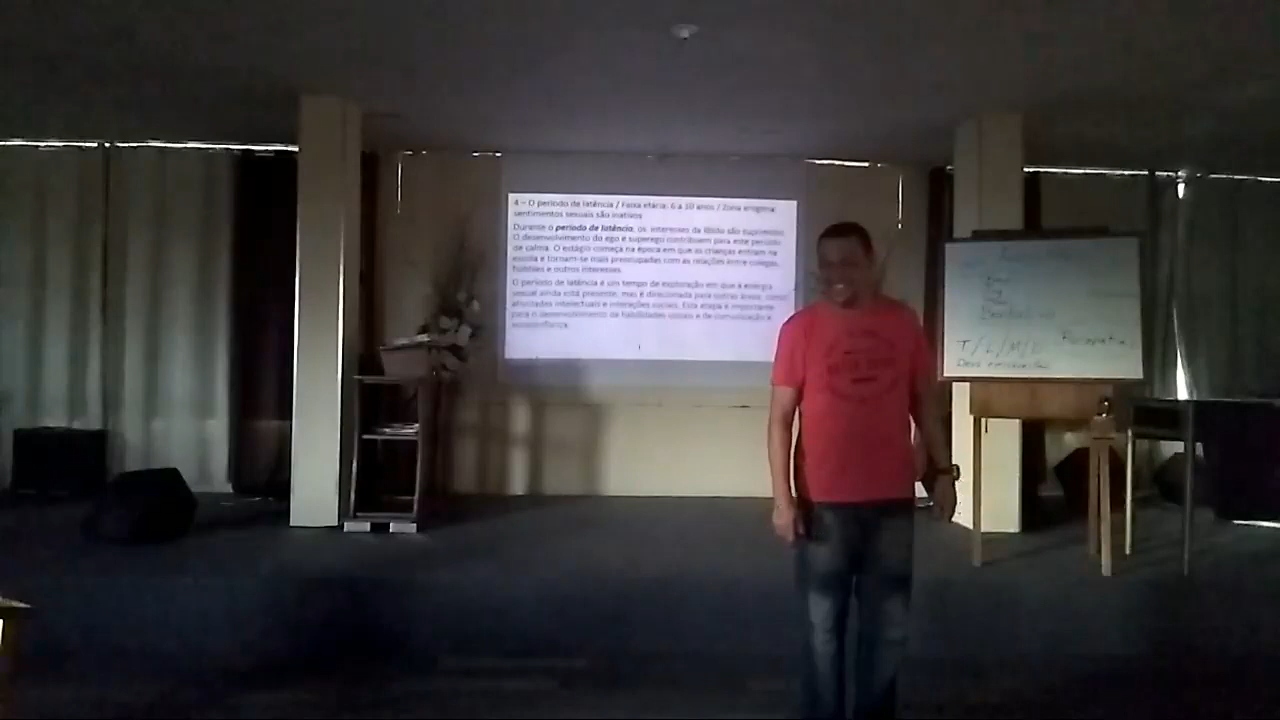 4 – O período de latência / Faixa etária: 6 a 10 anos / Zona erógena:
sentimentos sexuais são inativos
Durante o período de latência, os interesses da libido são suprimidos.
O desenvolvimento do ego e superego contribuem para este período
de calma. O estágio começa na época em que as crianças entram na
escola e tornam-se mais preocupadas com as relações entre colegas,
hobbies e outros interesses.
O período de latência é um tempo de exploração em que a energia
sexual ainda está presente, mas é direcionada para outras áreas, como
atividades intelectuais e interações sociais. Esta etapa é importante
para o desenvolvimento de habilidades sociais e de comunicação e
autoconfiança.
T/L/M/
Deus